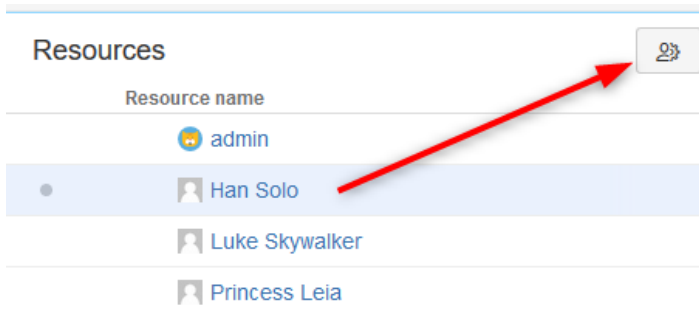 Resources
Resource name
admin
Han Solo
Luke Skywalker
Princess Leia